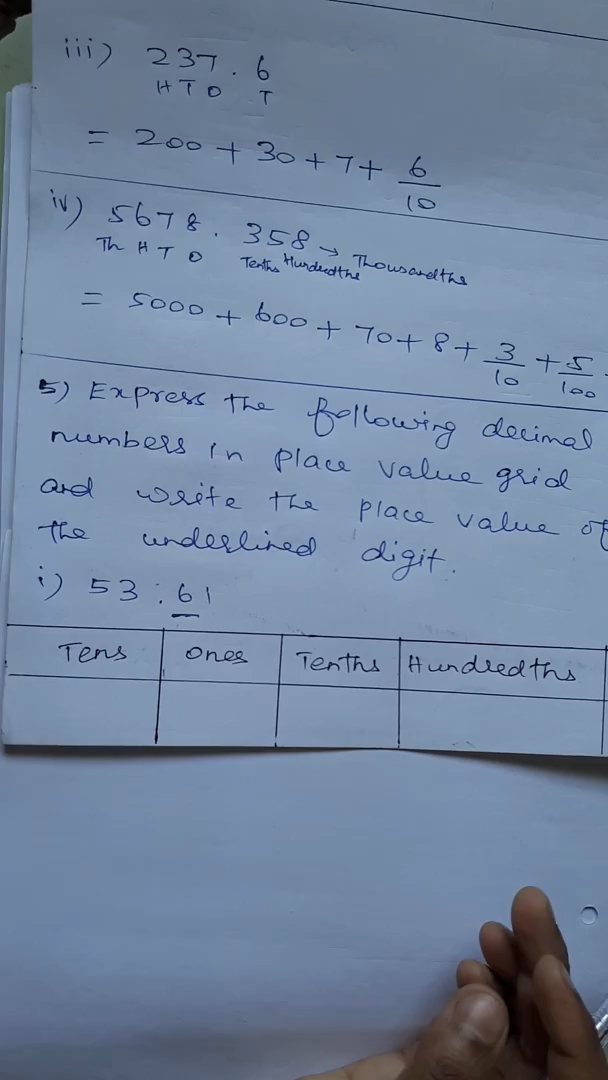 iii) 237.6
H T O T
= 200 + 30 + 7 + 6/10
iv) 5678.358 → Thousandths
Th H T O Tenths Hundredths
= 5000 + 600 + 70 + 8 + 3/10 + 5/100
5) Express the following decimal
numbers in place value grid
and write the place value of
the underlined digit.
i) 53.61
Tens Ones Tenths Hundredths